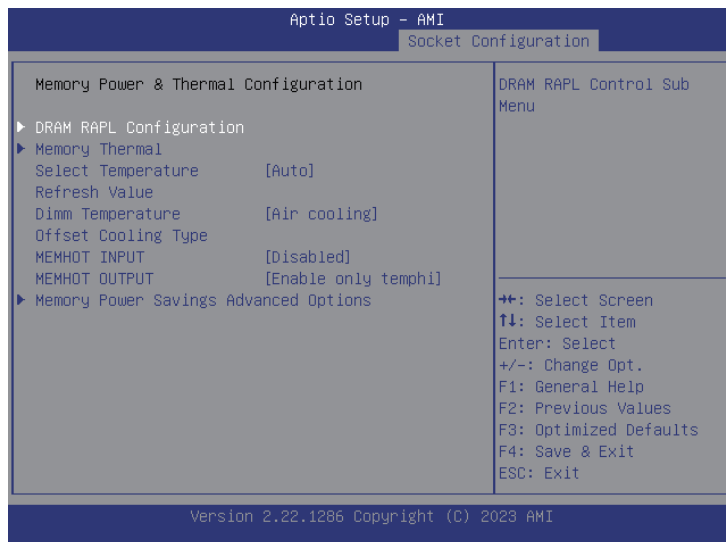 Aptio Setup – AMI
Socket Configuration
Memory Power & Thermal Configuration
▶ DRAM RAPL Configuration
▶ Memory Thermal
Select Temperature [Auto]
Refresh Value
Dimm Temperature [Air cooling]
Offset Cooling Type
MEMHOT INPUT [Disabled]
MEMHOT OUTPUT [Enable only temphi]
▶ Memory Power Savings Advanced Options
DRAM RAPL Control Sub
Menu
→←: Select Screen
↑↓: Select Item
Enter: Select
+/-: Change Opt.
F1: General Help
F2: Previous Values
F3: Optimized Defaults
F4: Save & Exit
ESC: Exit
Version 2.22.1286 Copyright (C) 2023 AMI